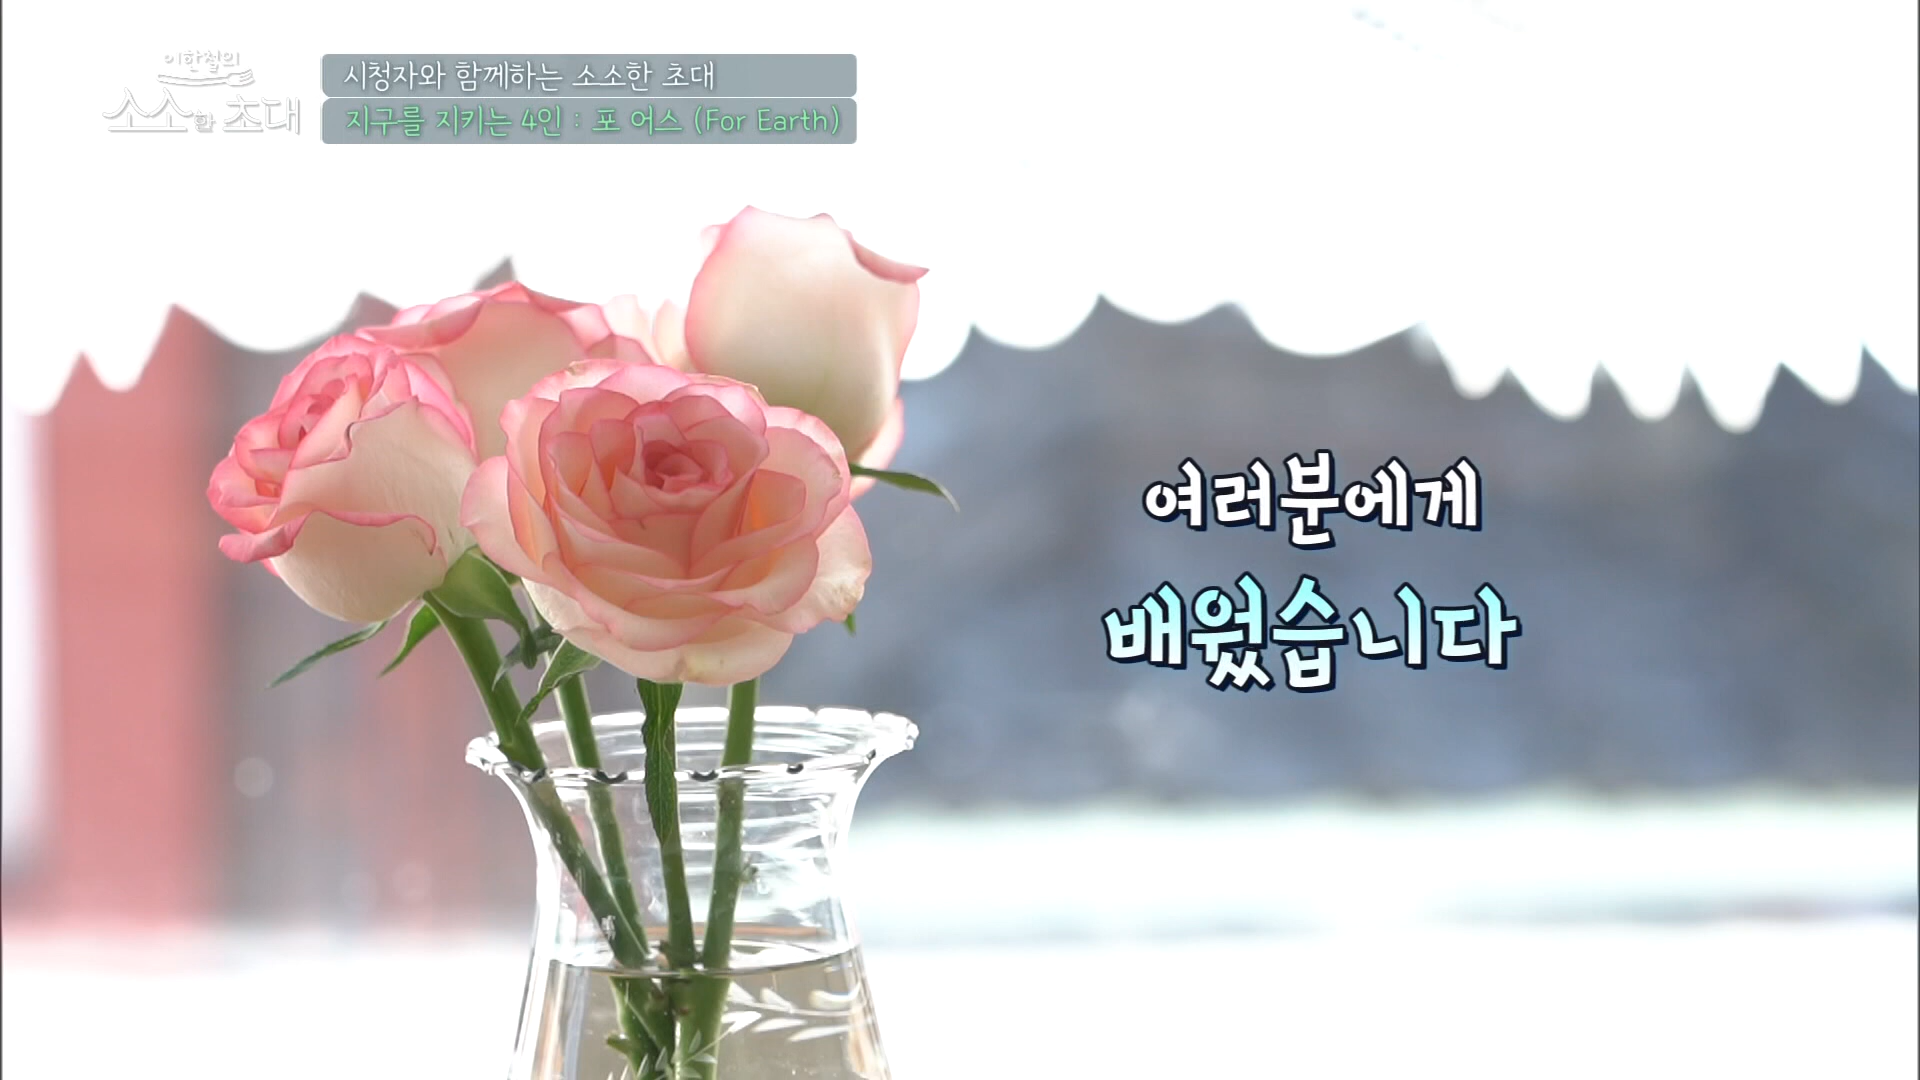 이한철의
소소한 초대
시청자와 함께하는 소소한 초대
지구를 지키는 4인 : 포 어스 (For Earth)
여러분에게
배웠습니다